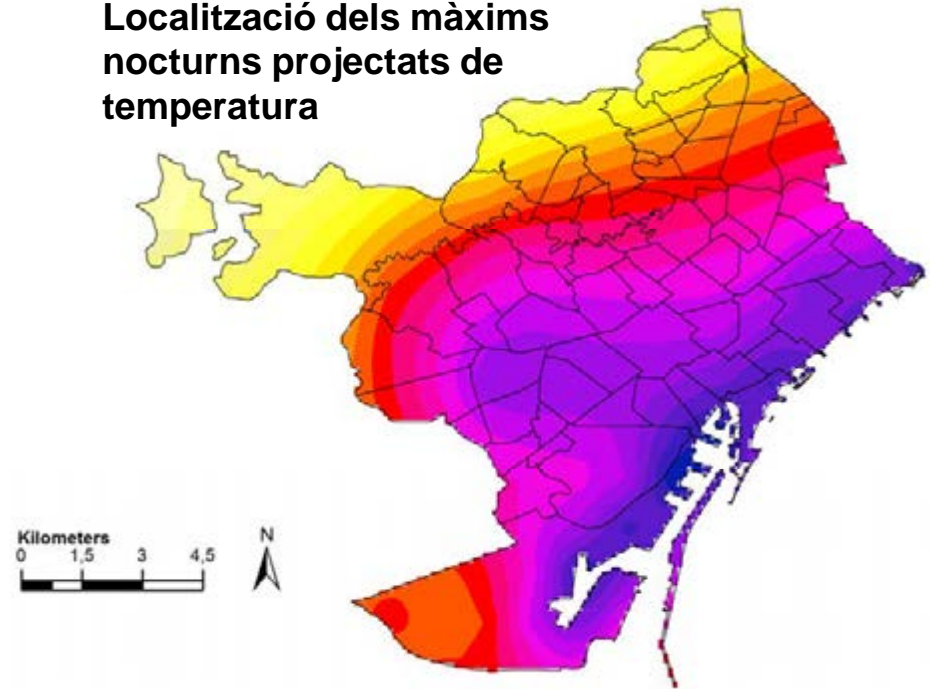 Localització dels màxims
nocturns projectats de
temperatura
Kilometers
0 1,5 3 4,5
N